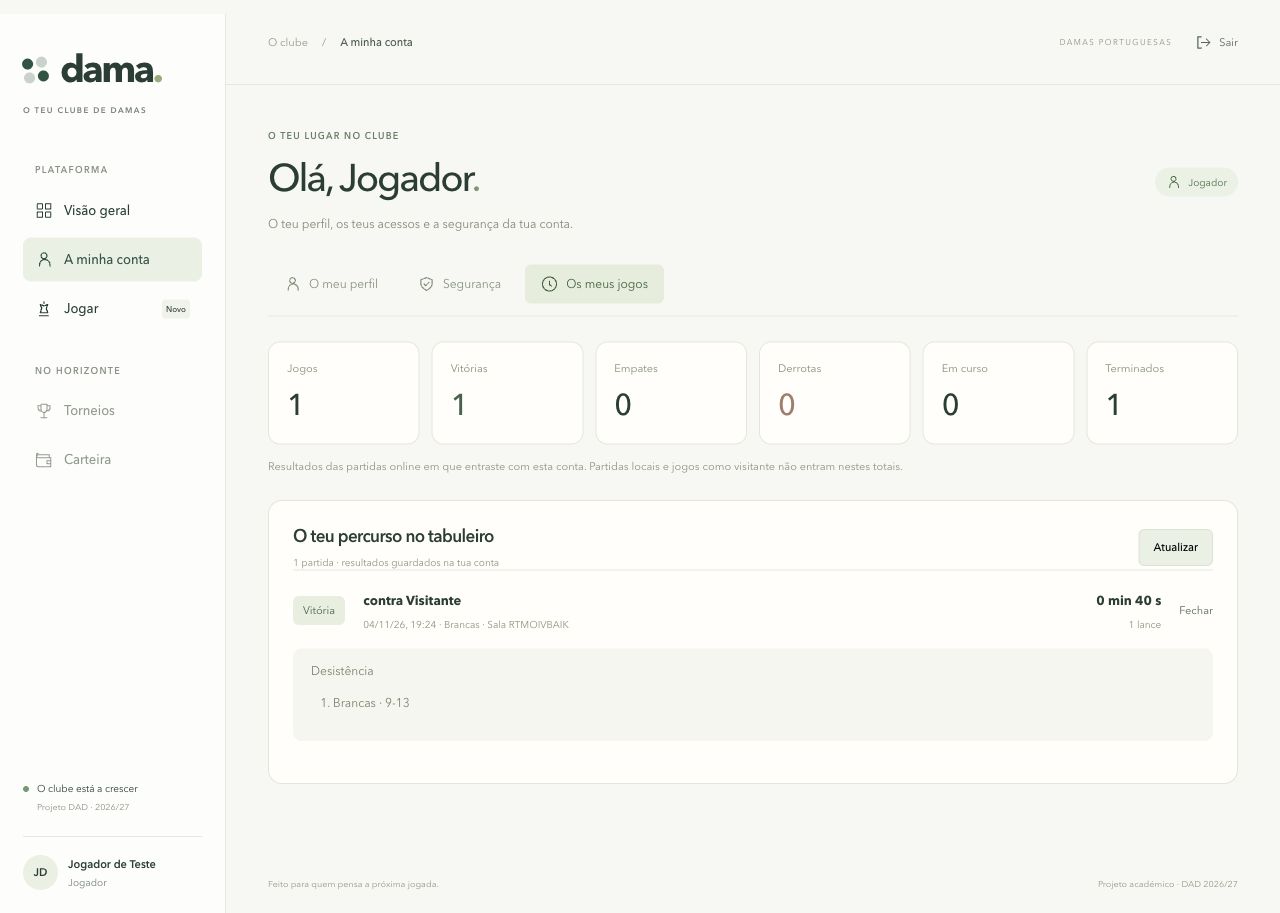 dama.
O TEU CLUBE DE DAMAS
PLATAFORMA
Visão geral
A minha conta
Jogar
Novo
NO HORIZONTE
Torneios
Carteira
O clube está a crescer
Projeto DAD · 2026/27
JD
Jogador de Teste
Jogador
O clube / A minha conta
DAMAS PORTUGUESAS
Sair
O TEU LUGAR NO CLUBE
Olá, Jogador.
Jogador
O teu perfil, os teus acessos e a segurança da tua conta.
O meu perfil
Segurança
Os meus jogos
Jogos
1
Vitórias
1
Empates
0
Derrotas
0
Em curso
0
Terminados
1
Resultados das partidas online em que entraste com esta conta. Partidas locais e jogos como visitante não entram nestes totais.
O teu percurso no tabuleiro
1 partida · resultados guardados na tua conta
Atualizar
Vitória
contra Visitante
04/11/26, 19:24 · Brancas · Sala RTMOIVBAIK
0 min 40 s
1 lance
Fechar
Desistência
1. Brancas · 9-13
Feito para quem pensa a próxima jogada.
Projeto académico · DAD 2026/27